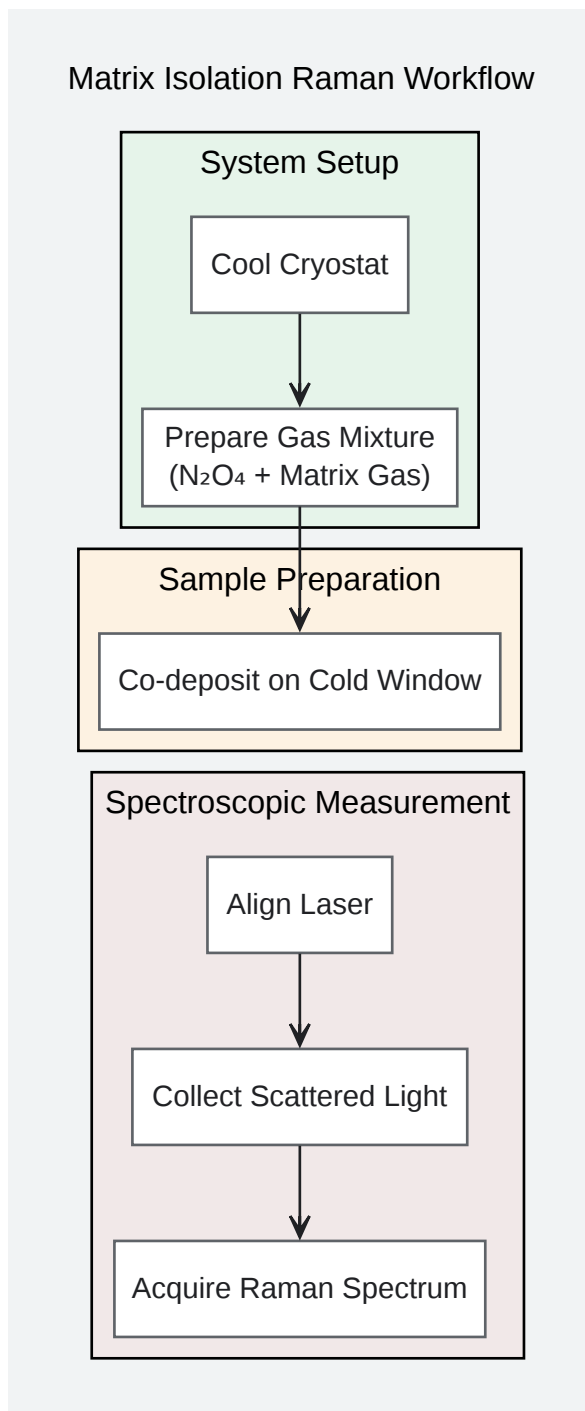 Matrix Isolation Raman Workflow
System Setup
Cool Cryostat
Prepare Gas Mixture
(N₂O₄ + Matrix Gas)
Sample Preparation
Co-deposit on Cold Window
Spectroscopic Measurement
Align Laser
Collect Scattered Light
Acquire Raman Spectrum